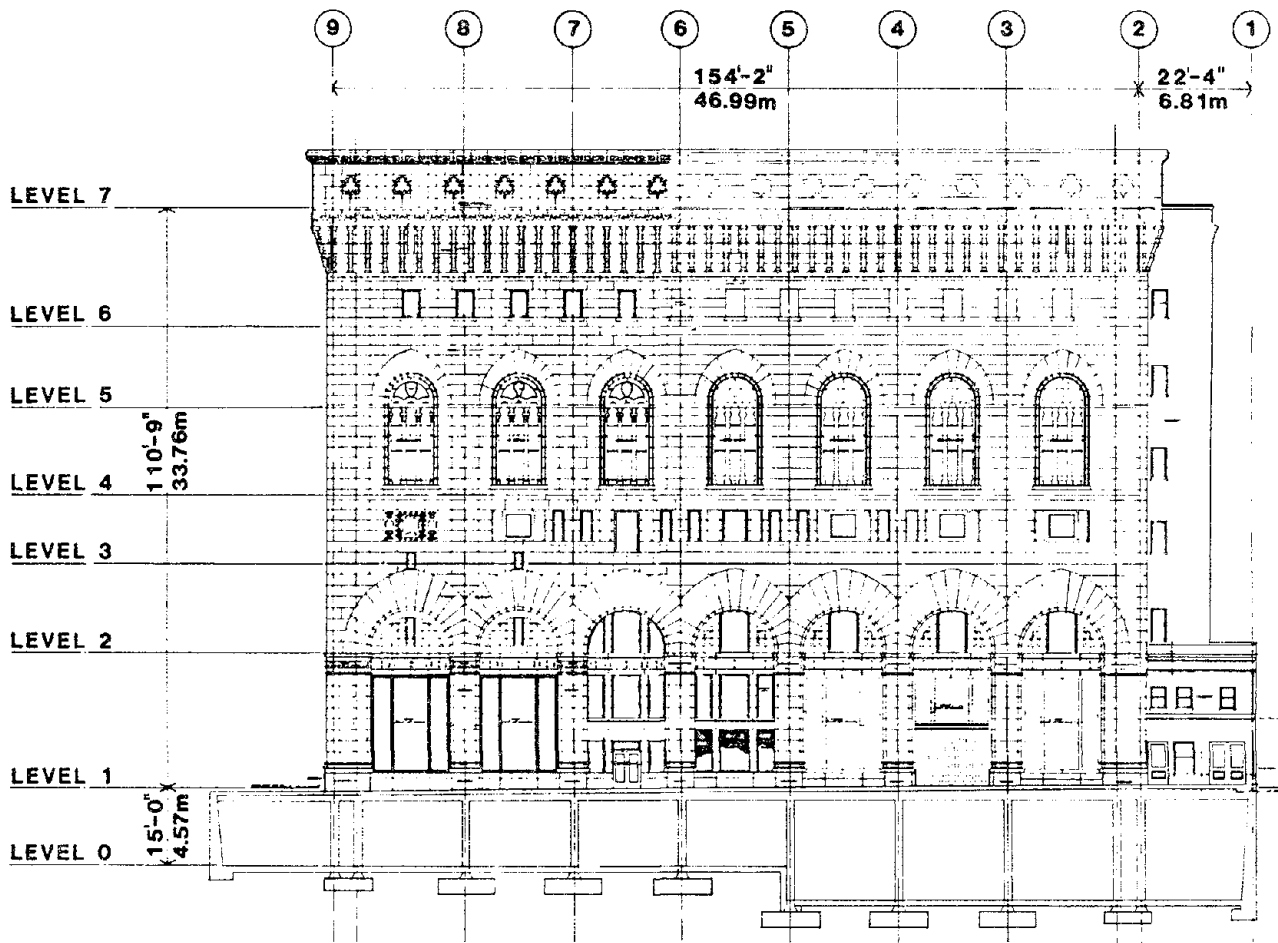 9 8 7 6 5 4 3 2 1
154'-2" 22'-4"
46.99m 6.81m
LEVEL 7
LEVEL 6
LEVEL 5
110'-9"
33.76m
LEVEL 4
LEVEL 3
LEVEL 2
LEVEL 1
15'-0"
4.57m
LEVEL 0